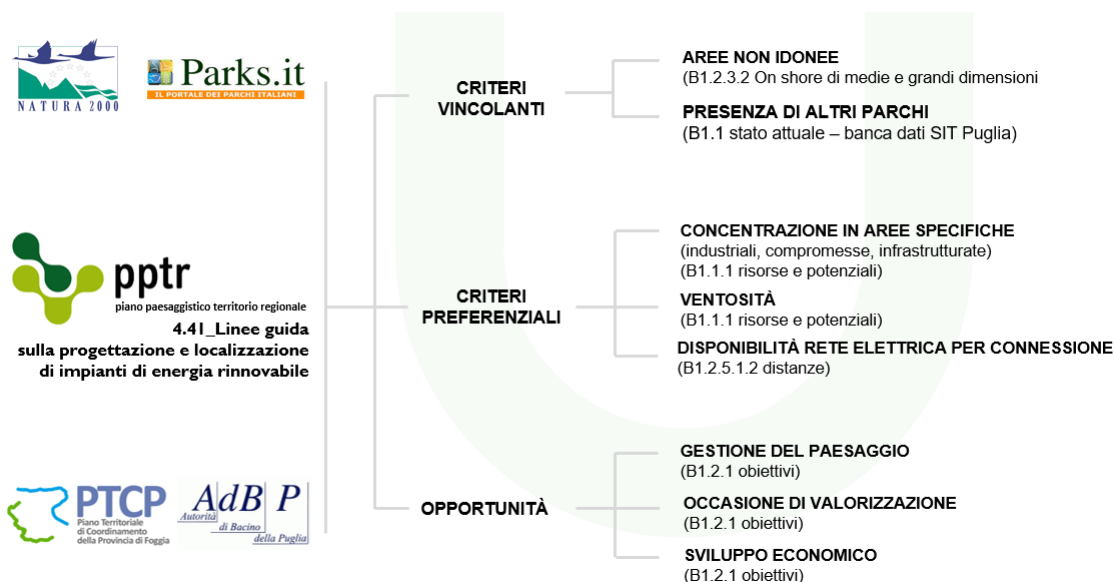 NATURA 2000
Parks.it
IL PORTALE DEI PARCHI ITALIANI
pptr
piano paesaggistico territorio regionale
4.41_Linee guida
sulla progettazione e localizzazione
di impianti di energia rinnovabile
PTCP
Piano Territoriale
di Coordinamento
della Provincia di Foggia
AdB P
Autorità
di Bacino
della Puglia
CRITERI
VINCOLANTI
AREE NON IDONEE
(B1.2.3.2 On shore di medie e grandi dimensioni
PRESENZA DI ALTRI PARCHI
(B1.1 stato attuale – banca dati SIT Puglia)
CRITERI
PREFERENZIALI
CONCENTRAZIONE IN AREE SPECIFICHE
(industriali, compromesse, infrastrutturate)
(B1.1.1 risorse e potenziali)
VENTOSITÀ
(B1.1.1 risorse e potenziali)
DISPONIBILITÀ RETE ELETTRICA PER CONNESSIONE
(B1.2.5.1.2 distanze)
OPPORTUNITÀ
GESTIONE DEL PAESAGGIO
(B1.2.1 obiettivi)
OCCASIONE DI VALORIZZAZIONE
(B1.2.1 obiettivi)
SVILUPPO ECONOMICO
(B1.2.1 obiettivi)